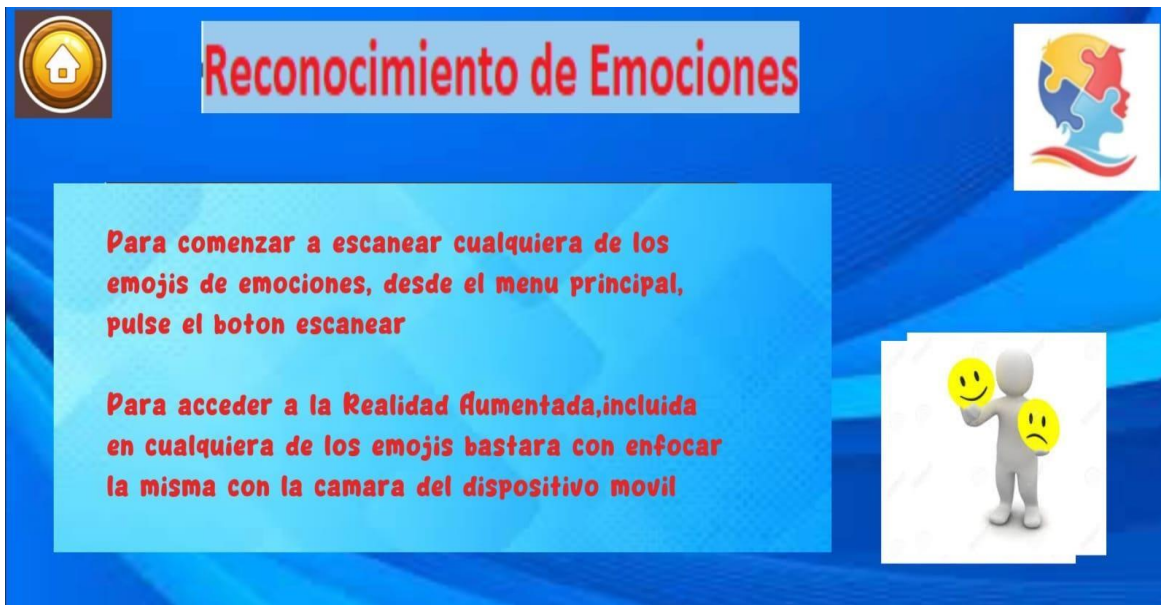 Reconocimiento de Emociones
Para comenzar a escanear cualquiera de los
emojis de emociones, desde el menu principal,
pulse el boton escanear
Para acceder a la Realidad Aumentada,incluida
en cualquiera de los emojis bastara con enfocar
la misma con la camara del dispositivo movil